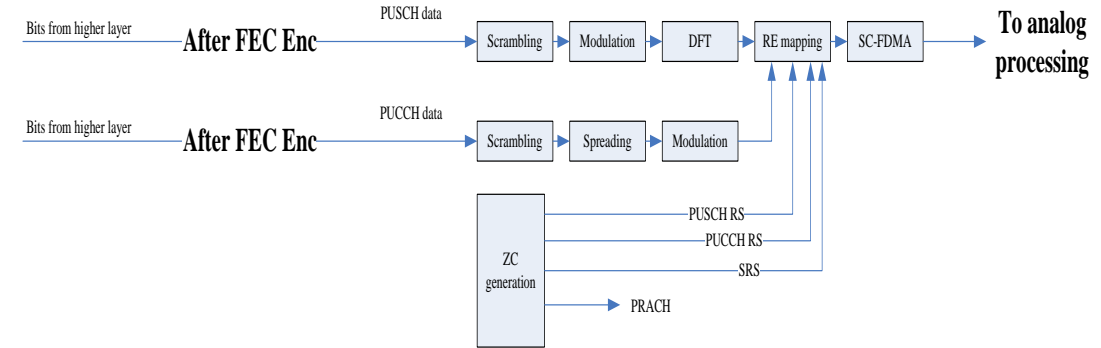 PUSCH data
Bits from higher layer
After FEC Enc
Scrambling
Modulation
DFT
RE mapping
SC-FDMA
To analog
processing
PUCCH data
Bits from higher layer
After FEC Enc
Scrambling
Spreading
Modulation
ZC
generation
PUSCH RS
PUCCH RS
SRS
PRACH